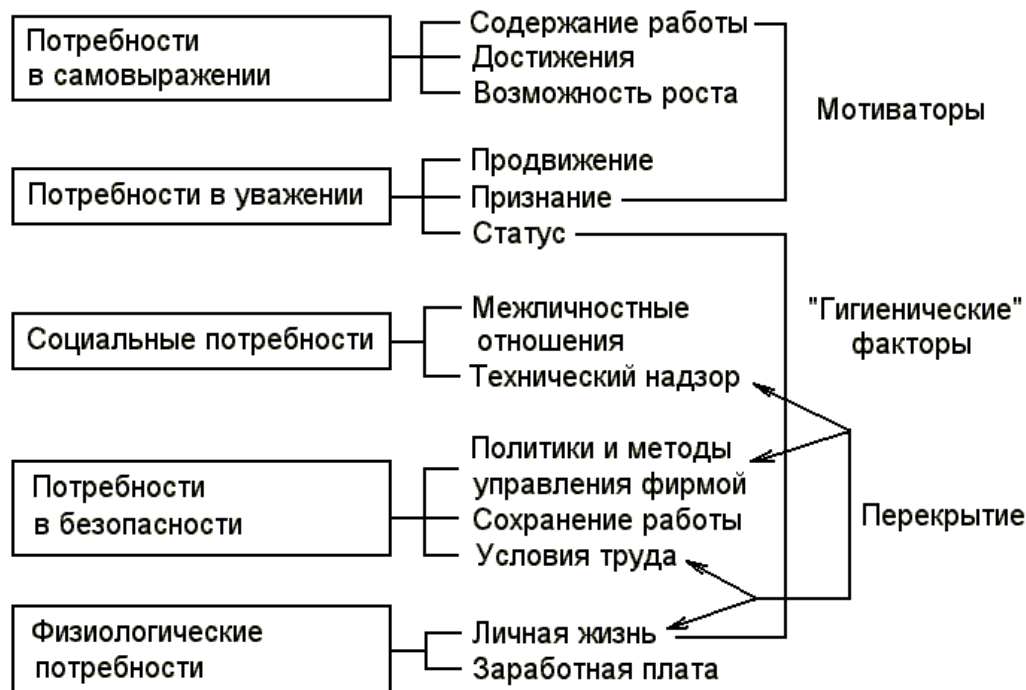 Потребности
в самовыражении
Содержание работы
Достижения
Возможность роста
Мотиваторы
Потребности в уважении
Продвижение
Признание
Статус
Социальные потребности
Межличностные
отношения
Технический надзор
"Гигиенические"
факторы
Потребности
в безопасности
Политики и методы
управления фирмой
Сохранение работы
Условия труда
Перекрытие
Физиологические
потребности
Личная жизнь
Заработная плата